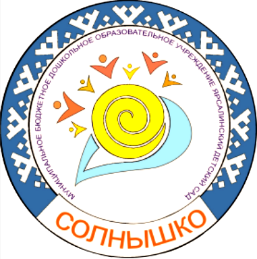 МУНИЦИПАЛЬНОЕ БЮДЖЕТНОЕ ДОШКОЛЬНОЕ ОБРАЗОВАТЕЛЬНОЕ УЧРЕЖДЕНИЕ ЯРСАЛИНСКИЙ ДЕТСКИЙ САД
СОЛНЫШКО